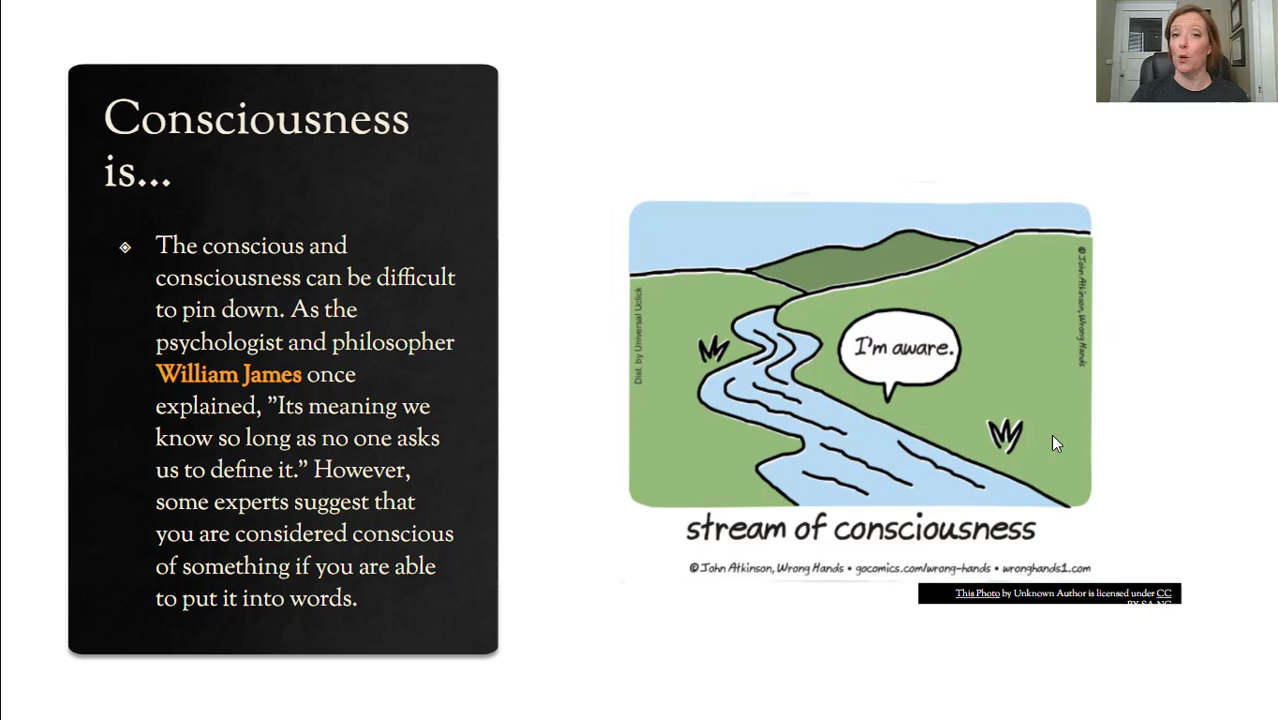 Consciousness
is...
The conscious and
consciousness can be difficult
to pin down. As the
psychologist and philosopher
William James once
explained, ”Its meaning we
know so long as no one asks
us to define it.” However,
some experts suggest that
you are considered conscious
of something if you are able
to put it into words.
Dist. by Universal Uclick
I'm aware.
© John Atkinson, Wrong Hands
stream of consciousness
© John Atkinson, Wrong Hands • gocomics.com/wrong-hands • wronghands1.com
This Photo by Unknown Author is licensed under CC
BY-SA-NC